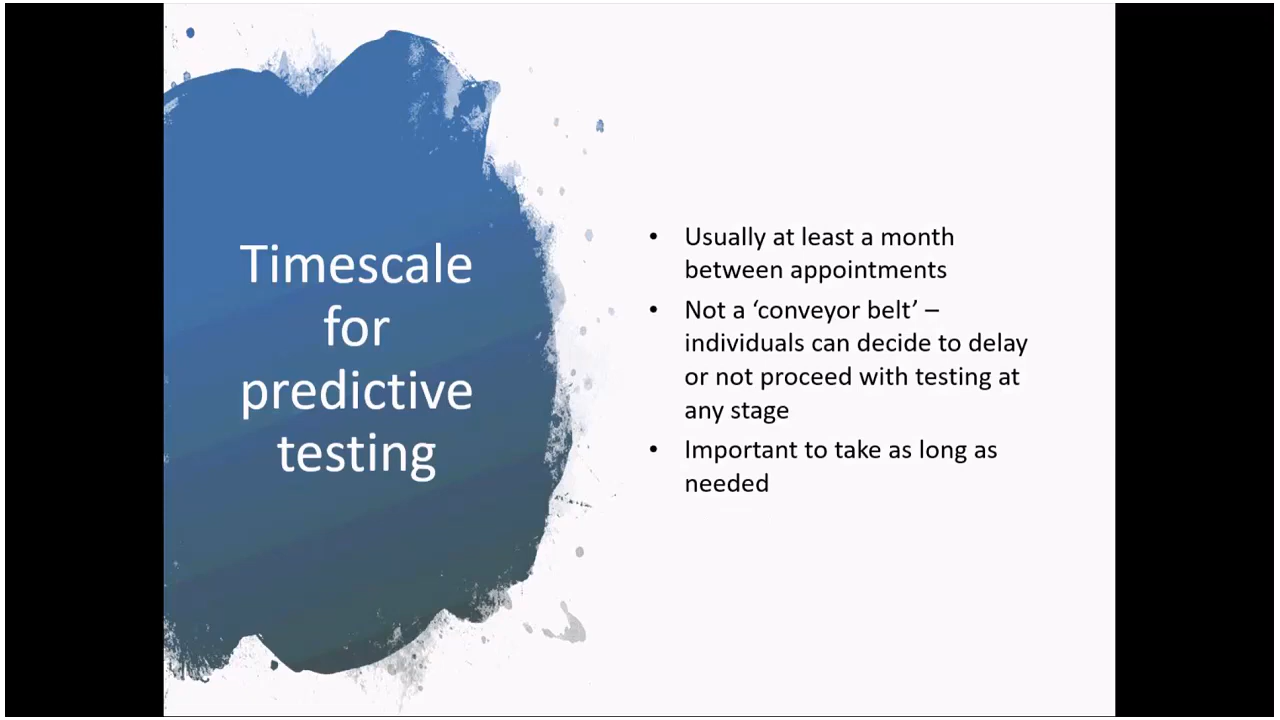 Timescale
for
predictive
testing
• Usually at least a month
between appointments
• Not a ‘conveyor belt’ –
individuals can decide to delay
or not proceed with testing at
any stage
• Important to take as long as
needed